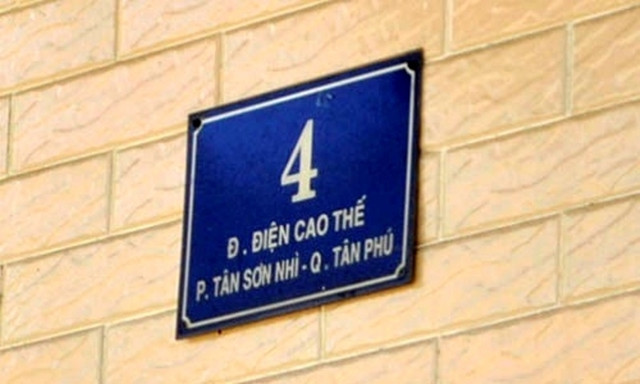 4
Đ. ĐIỆN CAO THẾ
P. TÂN SƠN NHÌ - Q. TÂN PHÚ